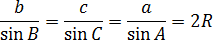 b/sin B = c/sin C = a/sin A = 2R